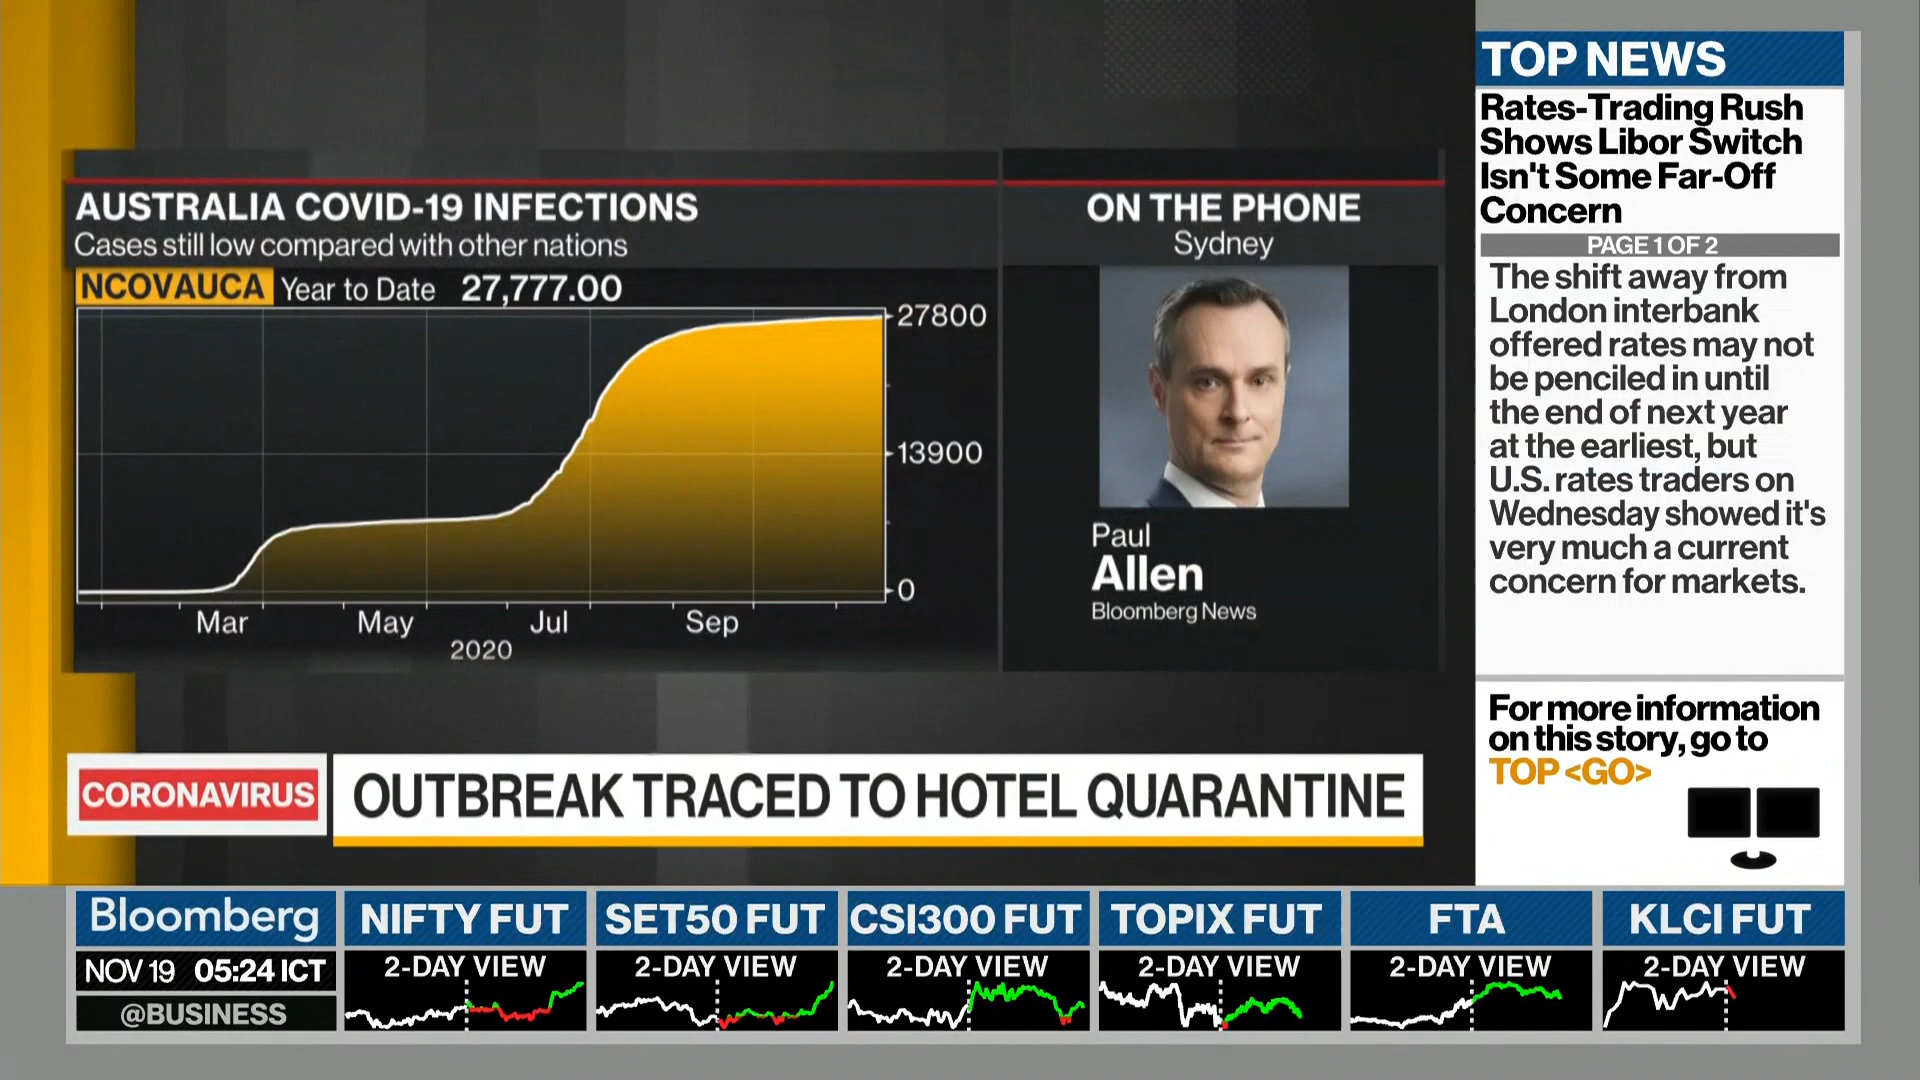 AUSTRALIA COVID-19 INFECTIONS
Cases still low compared with other nations
NCOVAUCA Year to Date 27,777.00
27800
13900
0
Mar May Jul Sep
2020
ON THE PHONE
Sydney
Paul
Allen
Bloomberg News
CORONAVIRUS
OUTBREAK TRACED TO HOTEL QUARANTINE
TOP NEWS
Rates-Trading Rush
Shows Libor Switch
Isn't Some Far-Off
Concern
PAGE 1 OF 2
The shift away from
London interbank
offered rates may not
be penciled in until
the end of next year
at the earliest, but
U.S. rates traders on
Wednesday showed it's
very much a current
concern for markets.
For more information
on this story, go to
TOP <GO>
Bloomberg
NOV 19 05:24 ICT
@BUSINESS
NIFTY FUT
2-DAY VIEW
SET50 FUT
2-DAY VIEW
CSI300 FUT
2-DAY VIEW
TOPIX FUT
2-DAY VIEW
FTA
2-DAY VIEW
KLCI FUT
2-DAY VIEW